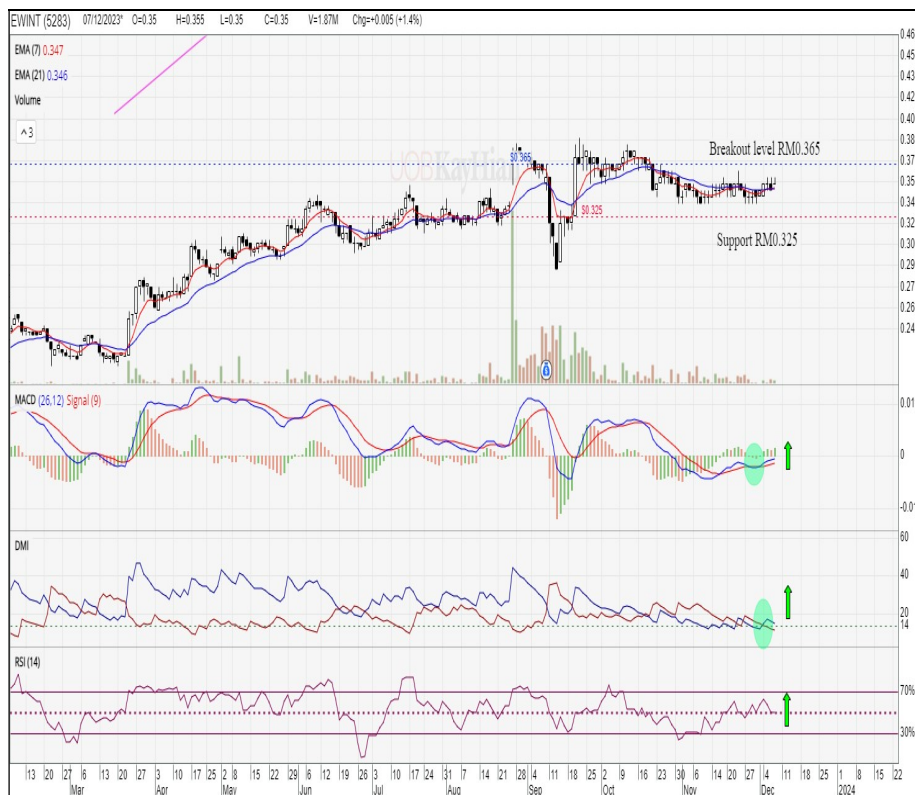 EWINT (5283) 07/12/2023* O=0.35 H=0.355 L=0.35 C=0.35 V=1.87M Chg=+0.005 (+1.4%)
EMA (7) 0.347
EMA (21) 0.346
Volume
3
KayHian
$0.365
$0.325
Breakout level RM0.365
Support RM0.325
0.46
0.45
0.43
0.42
0.40
0.39
0.38
0.37
0.35
0.34
0.32
0.31
0.30
0.29
0.27
0.26
0.24
MACD (26,12) Signal (9)
0.01
0
-0.01
DMI
60
40
20
14
RSI (14)
70%
30%
13 20 27 6 13 20 27 3 10 17 25 2 8 15 22 29 6 12 19 26 3 10 17 24 31 7 14 21 28 4 11 18 25 2 9 16 23 30 6 14 20 27 4 11 18 25 1 8 15 22
Mar Apr May Jun Jul Aug Sep Oct Nov Dec 2024